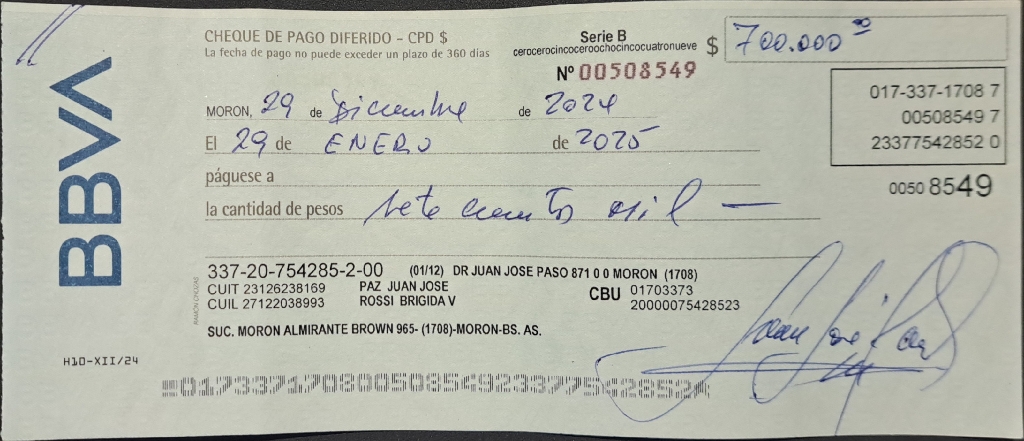 BBVA
CHEQUE DE PAGO DIFERIDO - CPD $
La fecha de pago no puede exceder un plazo de 360 días
Serie B
cerocerocincoceroochocincocuatronueve
Nº 00508549
$ 700.000 00
017-337-1708 7
00508549 7
23377542852 0
0050 8549
MORON, 29 de Diciembre de 2024
El 29 de ENERO de 2025
páguese a
la cantidad de pesos sete cientos mil —
337-20-754285-2-00 (01/12) DR JUAN JOSE PASO 871 0 0 MORON (1708)
CUIT 23126238169 PAZ JUAN JOSE
CUIL 27122038993 ROSSI BRIGIDA V
CBU 01703373
20000075428523
SUC. MORON ALMIRANTE BROWN 965- (1708)-MORON-BS. AS.
H10-XII/24
01733717080050854923377542852